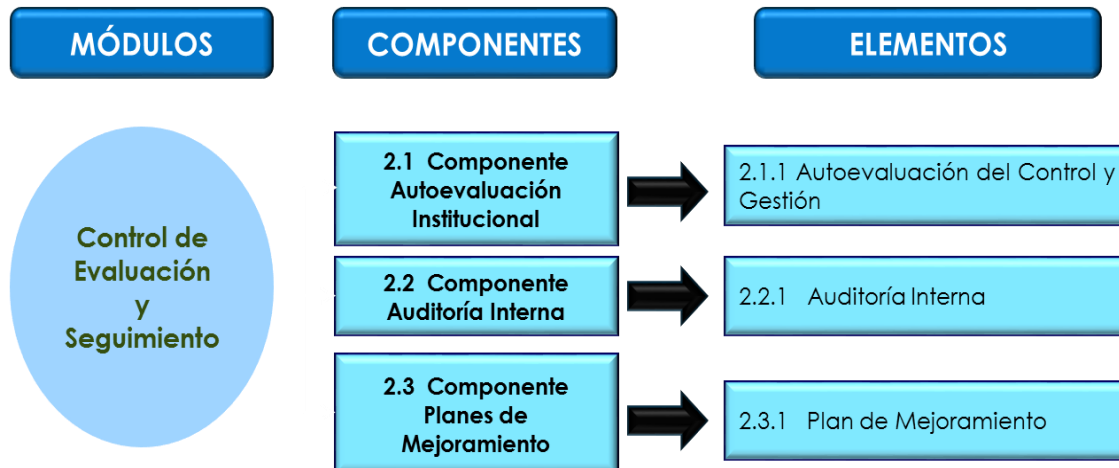 MÓDULOS
COMPONENTES
ELEMENTOS
Control de
Evaluación
y
Seguimiento
2.1 Componente
Autoevaluación
Institucional
2.1.1 Autoevaluación del Control y
Gestión
2.2 Componente
Auditoría Interna
2.2.1 Auditoría Interna
2.3 Componente
Planes de
Mejoramiento
2.3.1 Plan de Mejoramiento